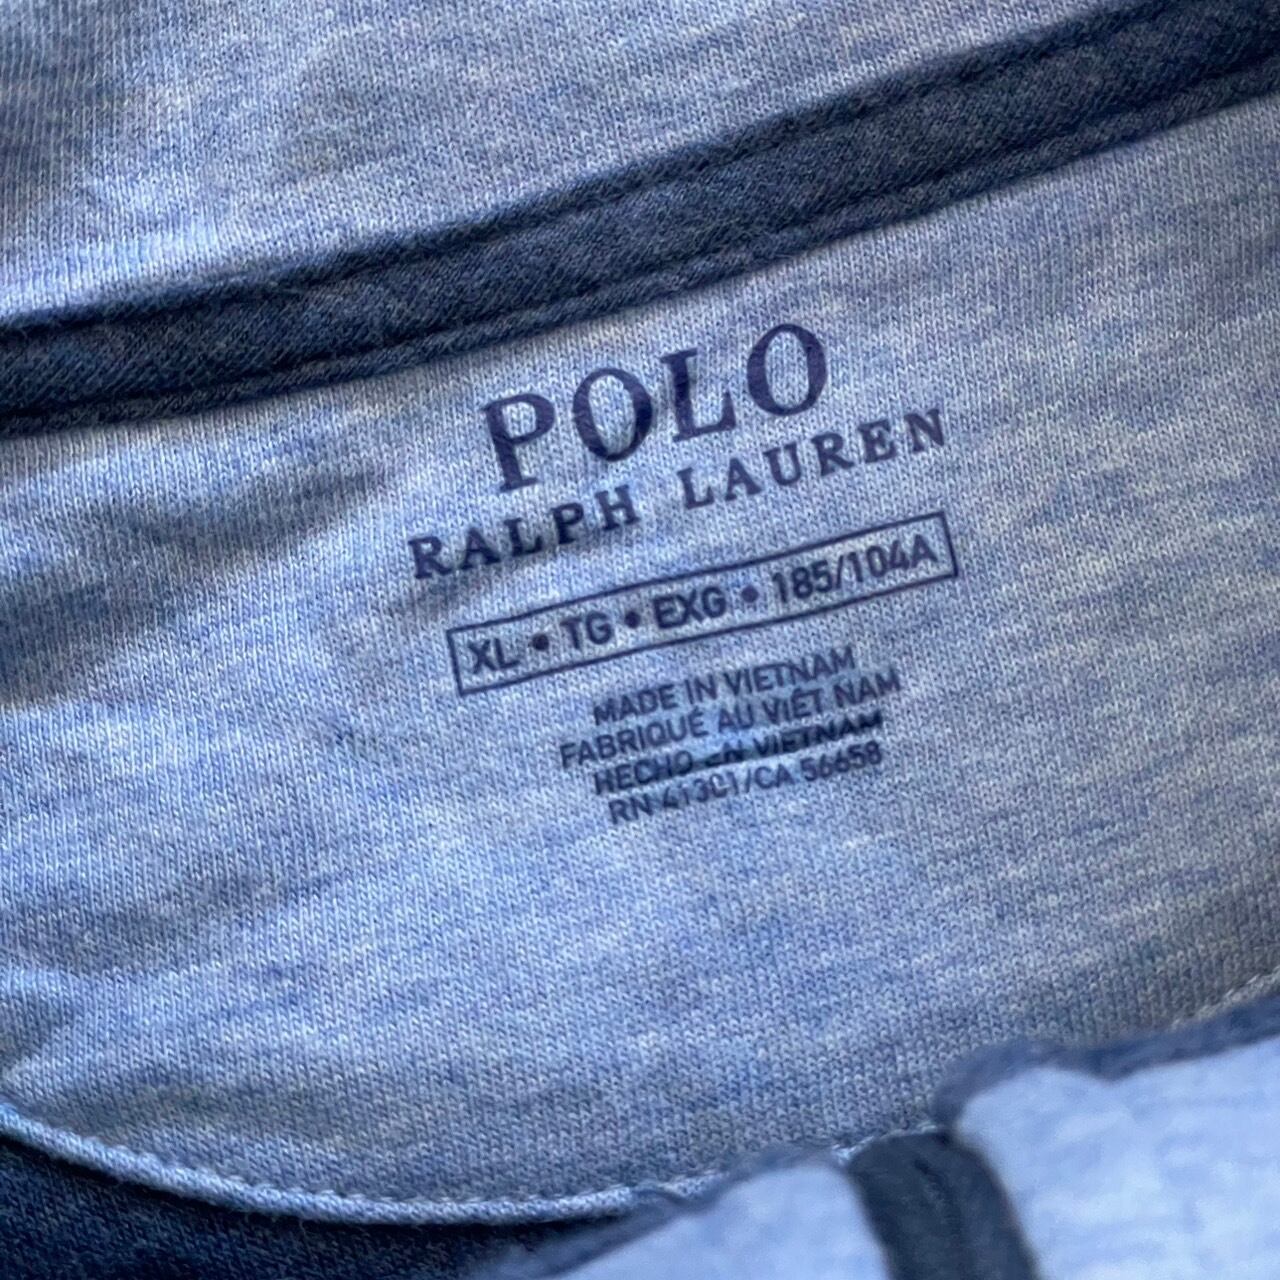 POLO
RALPH LAUREN
XL • TG • EXG • 185/104A
MADE IN VIETNAM
FABRIQUÉ AU VIÊT NAM
HECHO EN VIETNAM
RN 41381/CA 56658